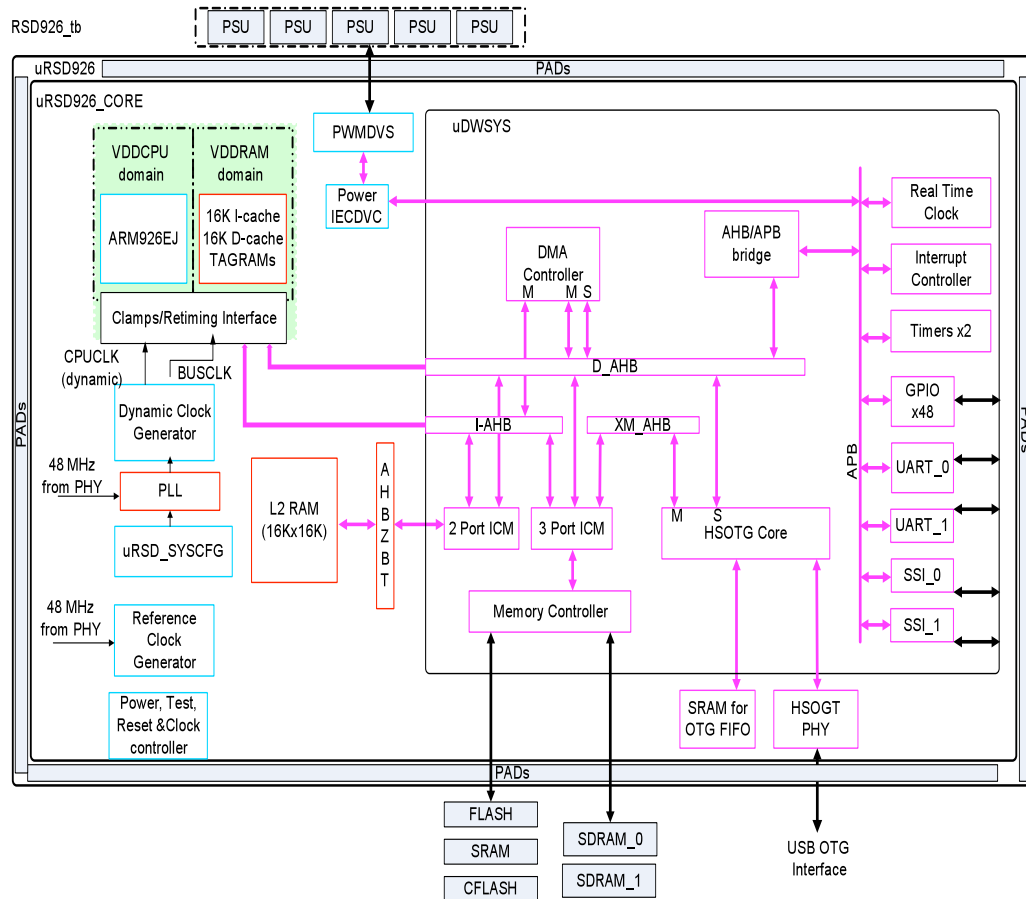 RSD926_tb
PSU
PSU
PSU
PSU
PSU
uRSD926
PADs
PADs
PADs
uRSD926_CORE
VDDCPU
domain
VDDRAM
domain
ARM926EJ
16K I-cache
16K D-cache
TAGRAMs
Clamps/Retiming Interface
CPUCLK
(dynamic)
BUSCLK
Dynamic Clock
Generator
48 MHz
from PHY
PLL
uRSD_SYSCFG
48 MHz
from PHY
Reference
Clock
Generator
Power, Test,
Reset &Clock
controller
PWMDVS
Power
IECDVC
L2 RAM
(16Kx16K)
A
H
B
Z
B
T
uDWSYS
DMA
Controller
M
M
S
AHB/APB
bridge
D_AHB
I-AHB
XM_AHB
2 Port ICM
3 Port ICM
M
S
HSOTG Core
Memory Controller
APB
Real Time
Clock
Interrupt
Controller
Timers x2
GPIO
x48
UART_0
UART_1
SSI_0
SSI_1
SRAM for
OTG FIFO
HSOGT
PHY
PADs
FLASH
SRAM
CFLASH
SDRAM_0
SDRAM_1
USB OTG
Interface